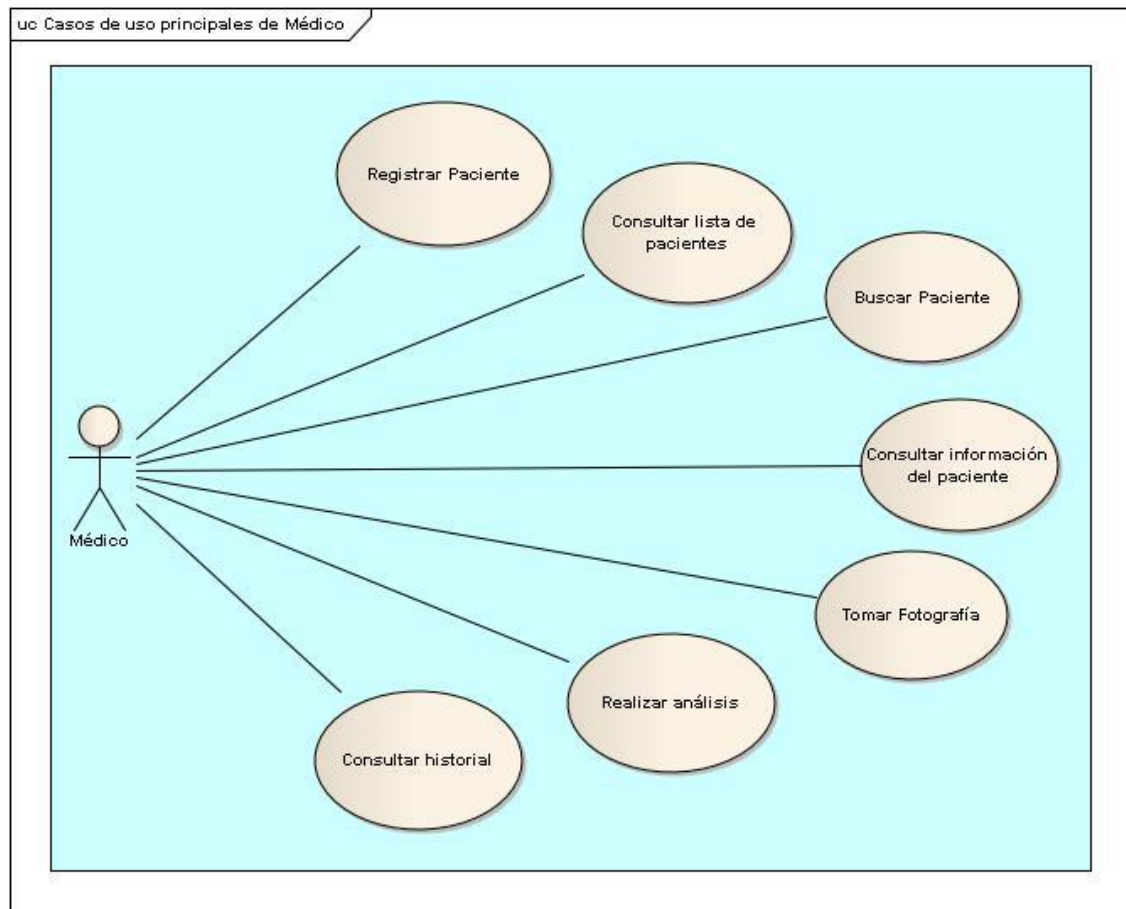 uc Casos de uso principales de Médico
Registrar Paciente
Consultar lista de
pacientes
Buscar Paciente
Consultar información
del paciente
Médico
Tomar Fotografía
Realizar análisis
Consultar historial